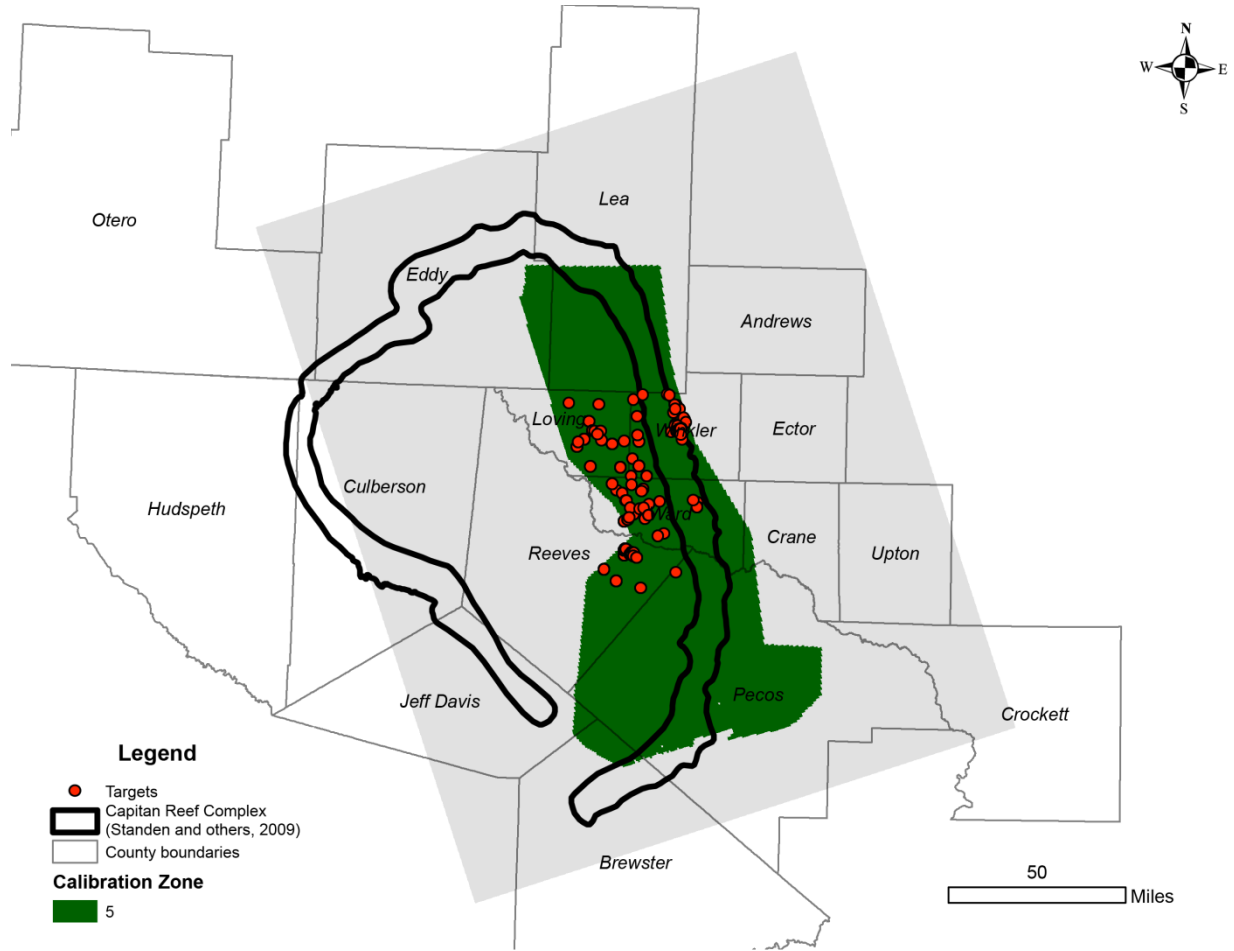 N
W
E
S
Lea
Otero
Eddy
Andrews
Loving
Winkler
Ector
Culberson
Hudspeth
Ward
Crane
Reeves
Upton
Pecos
Jeff Davis
Crockett
Brewster
Legend
Targets
Capitan Reef Complex
(Standen and others, 2009)
County boundaries
Calibration Zone
5
50
Miles